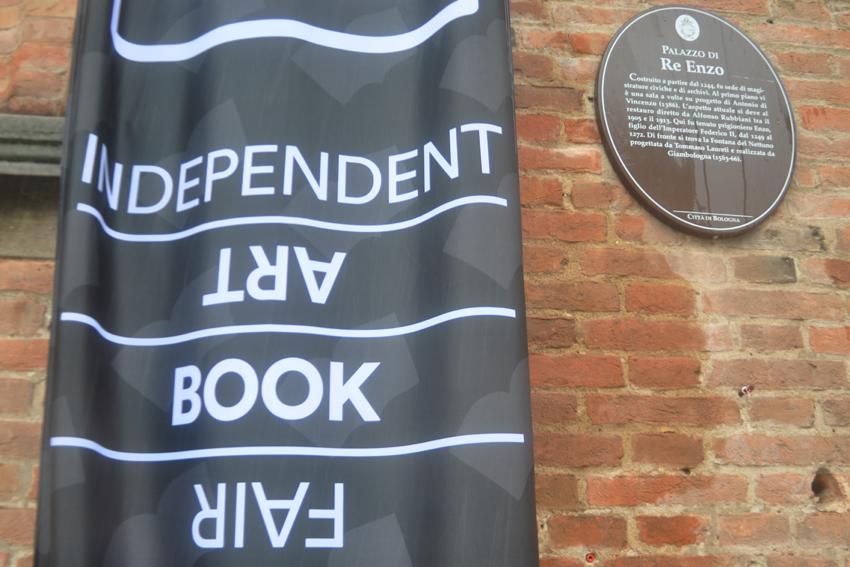 INDEPENDENT
ART
BOOK
FAIR
PALAZZO DI
RE ENZO
Costruito a partire dal 1244, fu sede di magi-
strature civiche e di archivi. Al primo piano vi
è una sala a volte su progetto di Antonio di
Vincenzo (1386). L'aspetto attuale si deve al
restauro diretto da Alfonso Rubbiani tra il
1905 e il 1913. Qui fu tenuto prigioniero Enzo,
figlio dell'Imperatore Federico II, dal 1249 al
1272. Di fronte si trova la Fontana del Nettuno
progettata da Tommaso Laureti e realizzata da
Giambologna (1563-66).
CITTÀ DI BOLOGNA